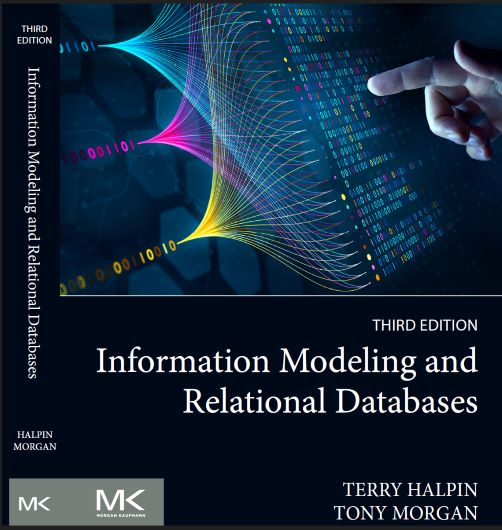 THIRD
EDITION
Information Modeling and Relational Databases
HALPIN
MORGAN
MK
THIRD EDITION
Information Modeling and
Relational Databases
TERRY HALPIN
TONY MORGAN
MK
MORGAN KAUFMANN